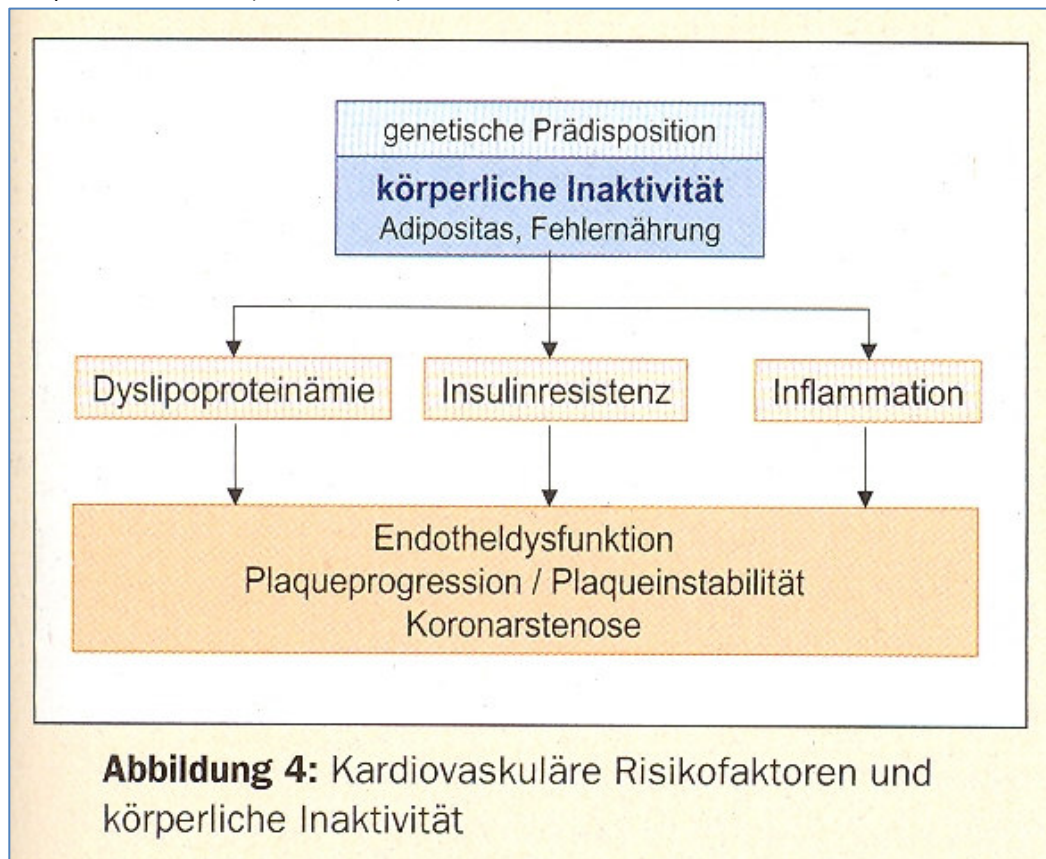 genetische Prädisposition
körperliche Inaktivität
Adipositas, Fehlernährung
Dyslipoproteinämie
Insulinresistenz
Inflammation
Endotheldysfunktion
Plaqueprogression / Plaqueinstabilität
Koronarstenose
Abbildung 4: Kardiovaskuläre Risikofaktoren und
körperliche Inaktivität